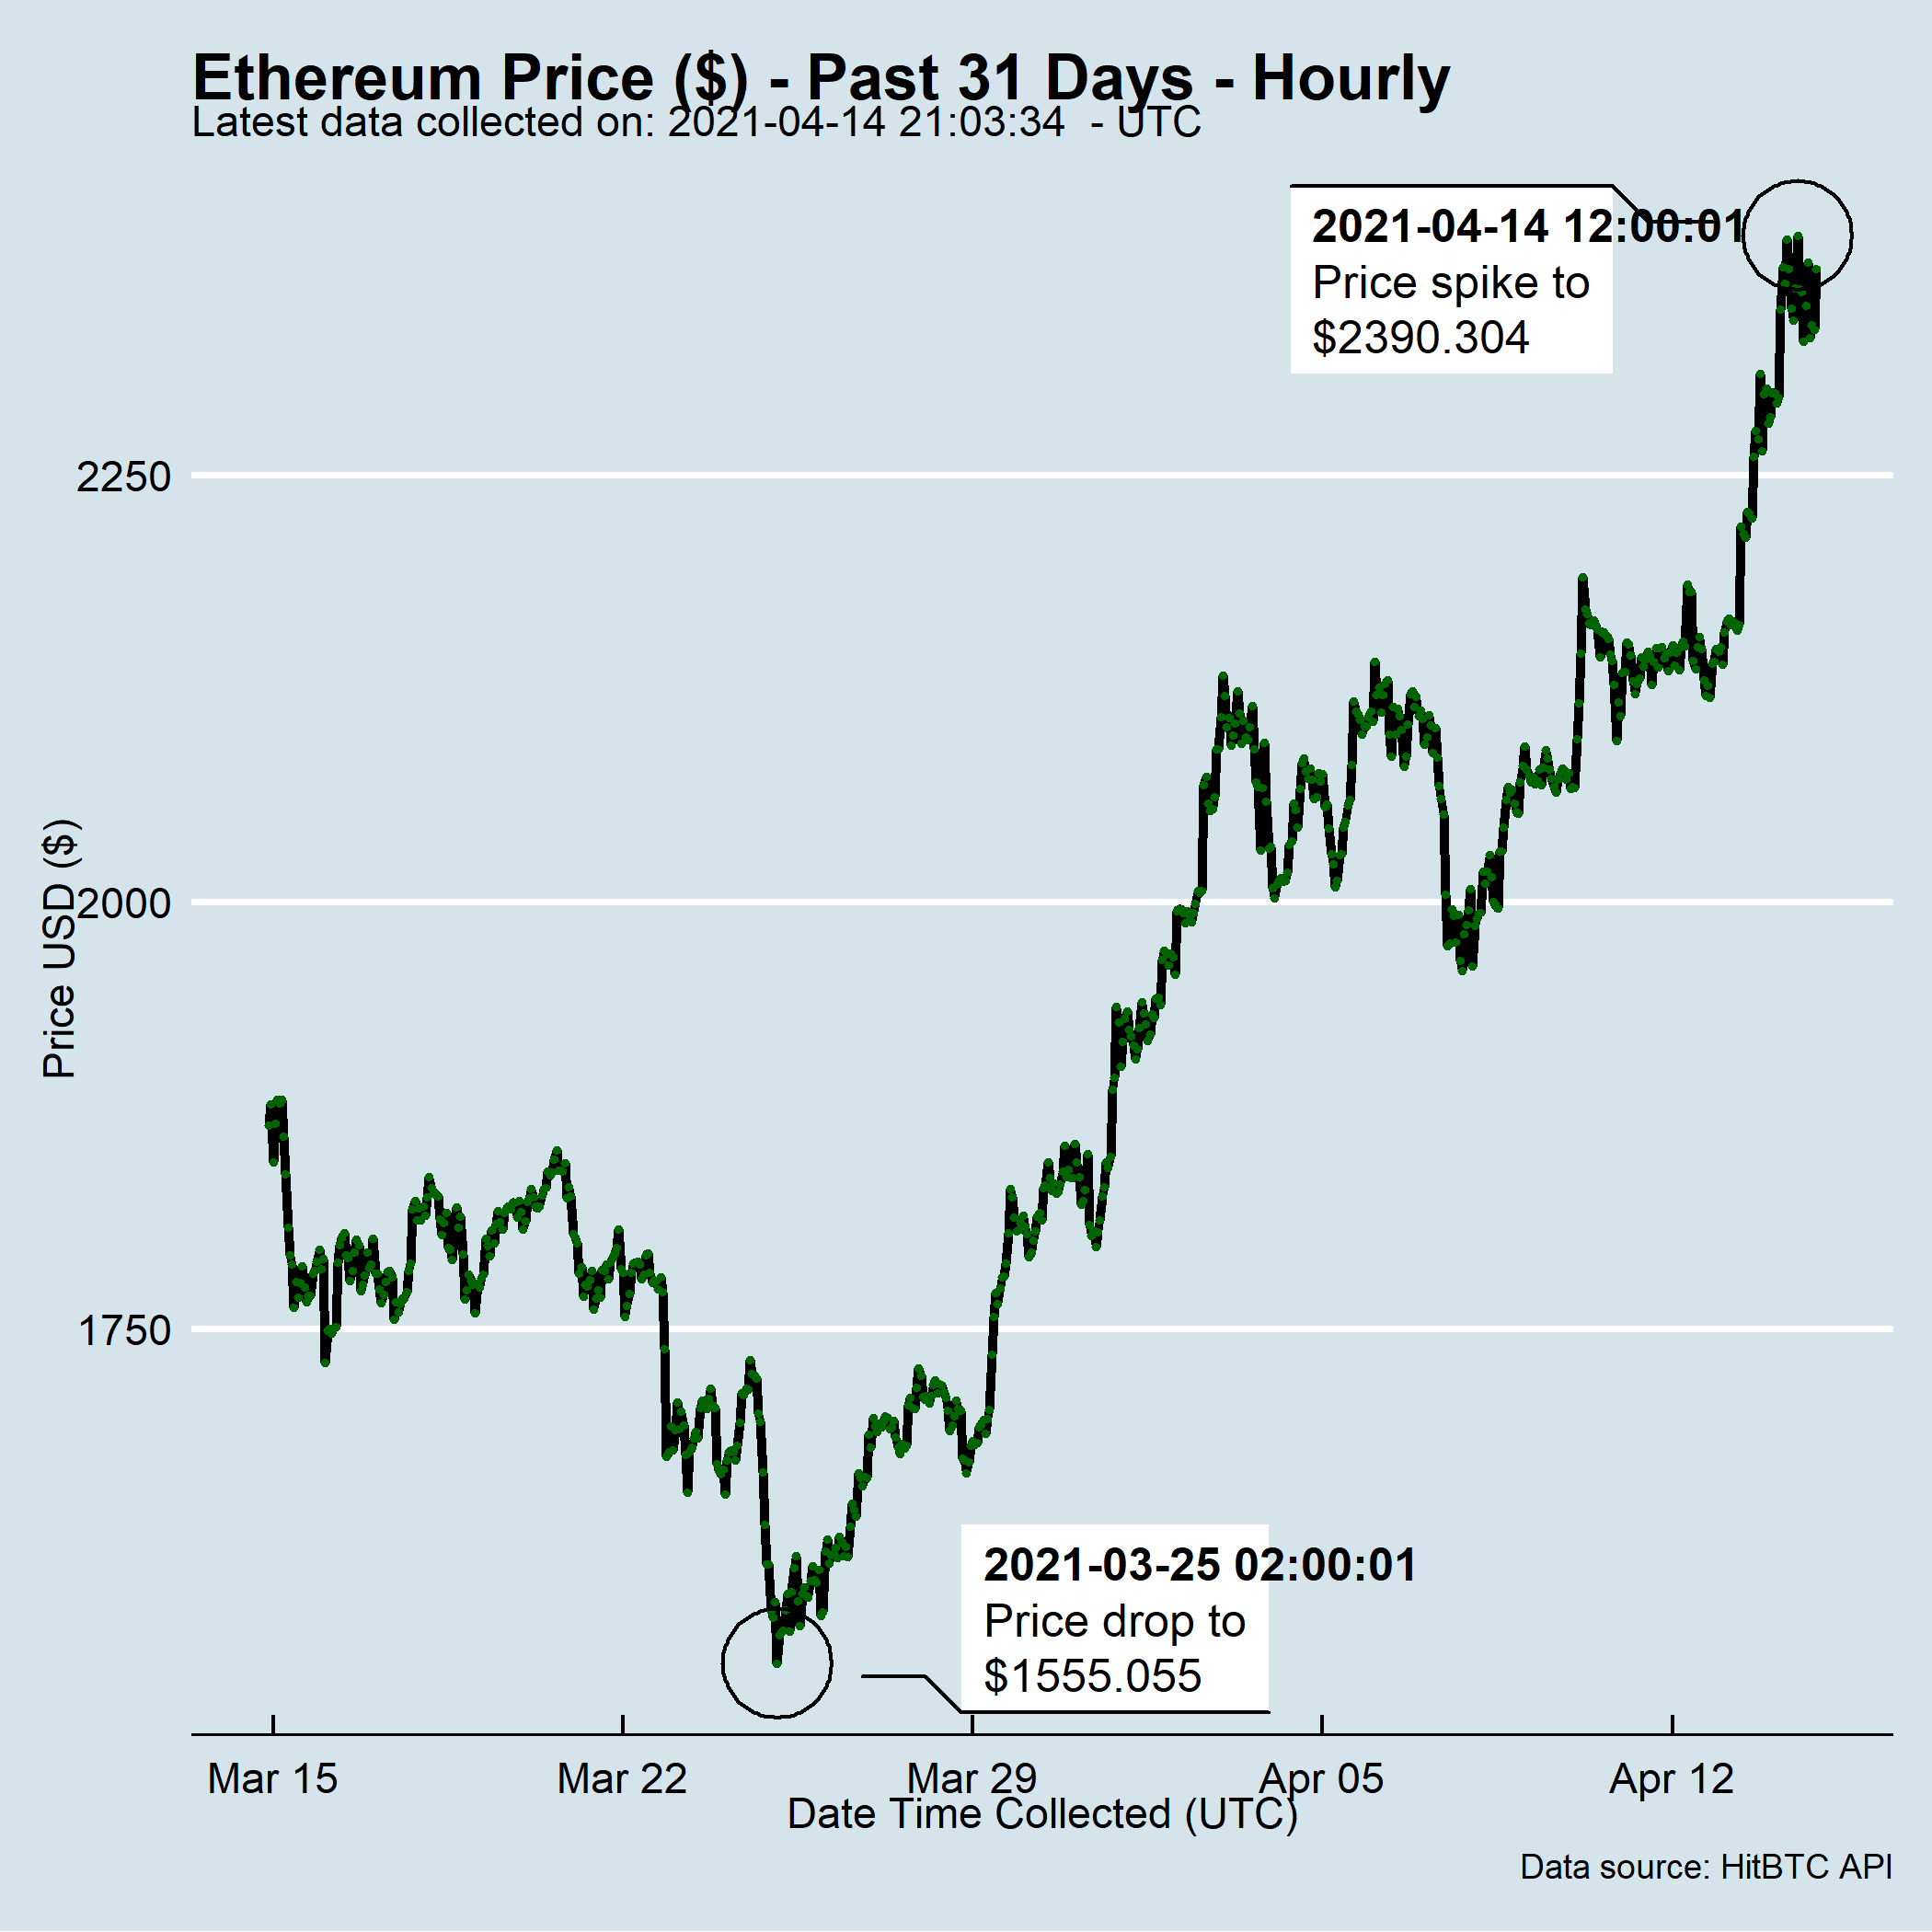 Ethereum Price ($) - Past 31 Days - Hourly
Latest data collected on: 2021-04-14 21:03:34  - UTC
2021-04-14 12:00:01
Price spike to
$2390.304
2250
2000
1750
Price USD ($)
2021-03-25 02:00:01
Price drop to
$1555.055
Mar 15
Mar 22
Mar 29
Apr 05
Apr 12
Date Time Collected (UTC)
Data source: HitBTC API